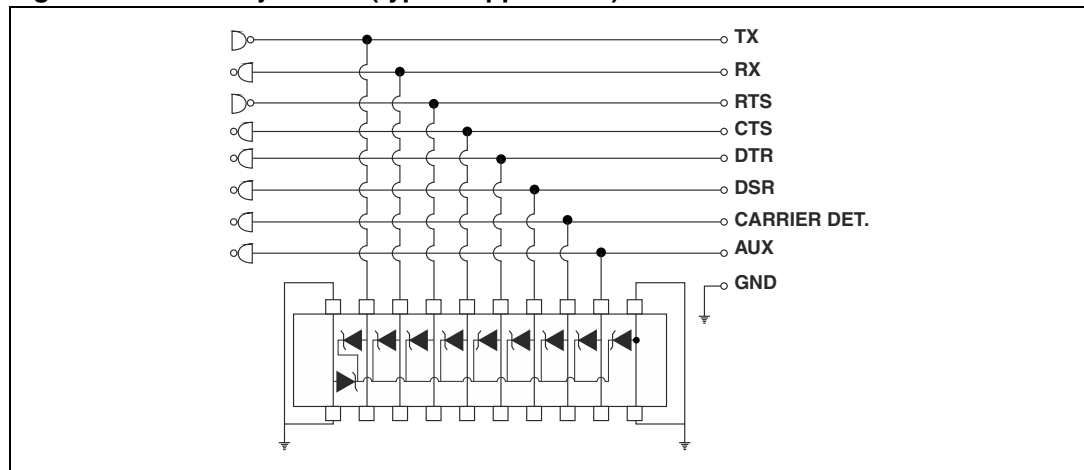 TX
RX
RTS
CTS
DTR
DSR
CARRIER DET.
AUX
GND